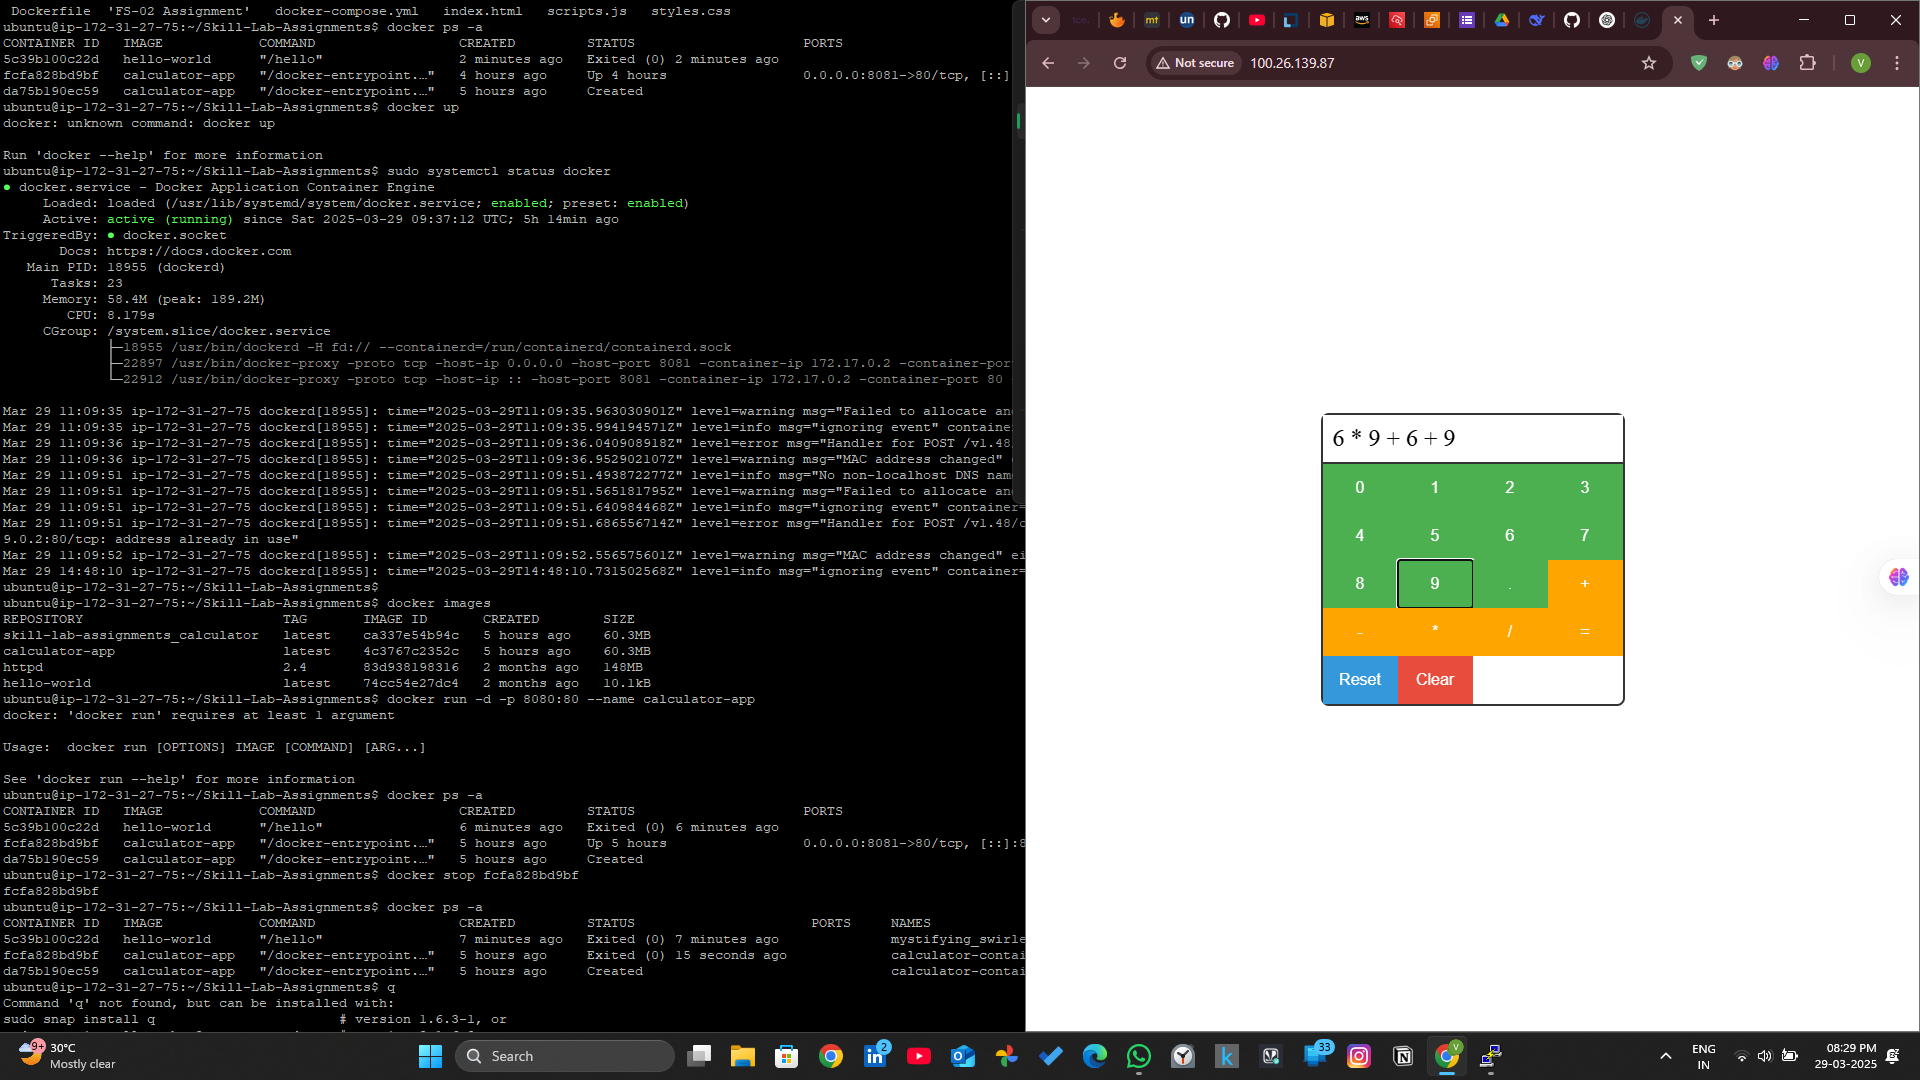 Dockerfile  'FS-02 Assignment'   docker-compose.yml   index.html   scripts.js   styles.css
ubuntu@ip-172-31-27-75:~/Skill-Lab-Assignments$ docker ps -a
CONTAINER ID   IMAGE            COMMAND                  CREATED         STATUS                     PORTS
5c39b100c22d   hello-world      "/hello"                 2 minutes ago   Exited (0) 2 minutes ago
fcfa828bd9bf   calculator-app   "/docker-entrypoint.…"   4 hours ago     Up 4 hours                 0.0.0.0:8081->80/tcp, [::]
da75b190ec59   calculator-app   "/docker-entrypoint.…"   5 hours ago     Created
ubuntu@ip-172-31-27-75:~/Skill-Lab-Assignments$ docker up
docker: unknown command: docker up
Run 'docker --help' for more information
ubuntu@ip-172-31-27-75:~/Skill-Lab-Assignments$ sudo systemctl status docker
● docker.service - Docker Application Container Engine
Loaded: loaded (/usr/lib/systemd/system/docker.service; enabled; preset: enabled)
Active: active (running) since Sat 2025-03-29 09:37:12 UTC; 5h 14min ago
TriggeredBy: ● docker.socket
Docs: https://docs.docker.com
Main PID: 18955 (dockerd)
Tasks: 23
Memory: 58.4M (peak: 189.2M)
CPU: 8.179s
CGroup: /system.slice/docker.service
├─18955 /usr/bin/dockerd -H fd:// --containerd=/run/containerd/containerd.sock
├─22897 /usr/bin/docker-proxy -proto tcp -host-ip 0.0.0.0 -host-port 8081 -container-ip 172.17.0.2 -container-por
└─22912 /usr/bin/docker-proxy -proto tcp -host-ip :: -host-port 8081 -container-ip 172.17.0.2 -container-port 80 -
Mar 29 11:09:35 ip-172-31-27-75 dockerd[18955]: time="2025-03-29T11:09:35.963030901Z" level=warning msg="Failed to allocate an
Mar 29 11:09:35 ip-172-31-27-75 dockerd[18955]: time="2025-03-29T11:09:35.994194571Z" level=info msg="ignoring event" containe
Mar 29 11:09:36 ip-172-31-27-75 dockerd[18955]: time="2025-03-29T11:09:36.040908918Z" level=error msg="Handler for POST /v1.48
Mar 29 11:09:36 ip-172-31-27-75 dockerd[18955]: time="2025-03-29T11:09:36.952902107Z" level=warning msg="MAC address changed"
Mar 29 11:09:51 ip-172-31-27-75 dockerd[18955]: time="2025-03-29T11:09:51.493872277Z" level=info msg="No non-localhost DNS nam
Mar 29 11:09:51 ip-172-31-27-75 dockerd[18955]: time="2025-03-29T11:09:51.565181795Z" level=warning msg="Failed to allocate an
Mar 29 11:09:51 ip-172-31-27-75 dockerd[18955]: time="2025-03-29T11:09:51.640984468Z" level=info msg="ignoring event" container=
Mar 29 11:09:51 ip-172-31-27-75 dockerd[18955]: time="2025-03-29T11:09:51.686556714Z" level=error msg="Handler for POST /v1.48/c
9.0.2:80/tcp: address already in use"
Mar 29 11:09:52 ip-172-31-27-75 dockerd[18955]: time="2025-03-29T11:09:52.556575601Z" level=warning msg="MAC address changed" ei
Mar 29 14:48:10 ip-172-31-27-75 dockerd[18955]: time="2025-03-29T14:48:10.731502568Z" level=info msg="ignoring event" container=
ubuntu@ip-172-31-27-75:~/Skill-Lab-Assignments$
ubuntu@ip-172-31-27-75:~/Skill-Lab-Assignments$ docker images
REPOSITORY                         TAG       IMAGE ID       CREATED        SIZE
skill-lab-assignments_calculator   latest    ca337e54b94c   5 hours ago    60.3MB
calculator-app                     latest    4c3767c2352c   5 hours ago    60.3MB
httpd                              2.4       83d938198316   2 months ago   148MB
hello-world                        latest    74cc54e27dc4   2 months ago   10.1kB
ubuntu@ip-172-31-27-75:~/Skill-Lab-Assignments$ docker run -d -p 8080:80 --name calculator-app
docker: 'docker run' requires at least 1 argument
Usage:  docker run [OPTIONS] IMAGE [COMMAND] [ARG...]
See 'docker run --help' for more information
ubuntu@ip-172-31-27-75:~/Skill-Lab-Assignments$ docker ps -a
CONTAINER ID   IMAGE            COMMAND                  CREATED         STATUS                     PORTS
5c39b100c22d   hello-world      "/hello"                 6 minutes ago   Exited (0) 6 minutes ago
fcfa828bd9bf   calculator-app   "/docker-entrypoint.…"   5 hours ago     Up 5 hours                 0.0.0.0:8081->80/tcp, [::]:8
da75b190ec59   calculator-app   "/docker-entrypoint.…"   5 hours ago     Created
ubuntu@ip-172-31-27-75:~/Skill-Lab-Assignments$ docker stop fcfa828bd9bf
fcfa828bd9bf
ubuntu@ip-172-31-27-75:~/Skill-Lab-Assignments$ docker ps -a
CONTAINER ID   IMAGE            COMMAND                  CREATED         STATUS                      PORTS     NAMES
5c39b100c22d   hello-world      "/hello"                 7 minutes ago   Exited (0) 7 minutes ago              mystifying_swirle
fcfa828bd9bf   calculator-app   "/docker-entrypoint.…"   5 hours ago     Exited (0) 15 seconds ago             calculator-contai
da75b190ec59   calculator-app   "/docker-entrypoint.…"   5 hours ago     Created                               calculator-contai
ubuntu@ip-172-31-27-75:~/Skill-Lab-Assignments$ q
Command 'q' not found, but can be installed with:
sudo snap install q                       # version 1.6.3-1, or
tce.
mt
un
aws
Not secure
100.26.139.87
V
6 * 9 + 6 + 9
0 1 2 3
4 5 6 7
8 9 . +
- * / =
Reset Clear
9+
30°C
Mostly clear
Search
2
k
33
V
ENG
IN
08:29 PM
29-03-2025